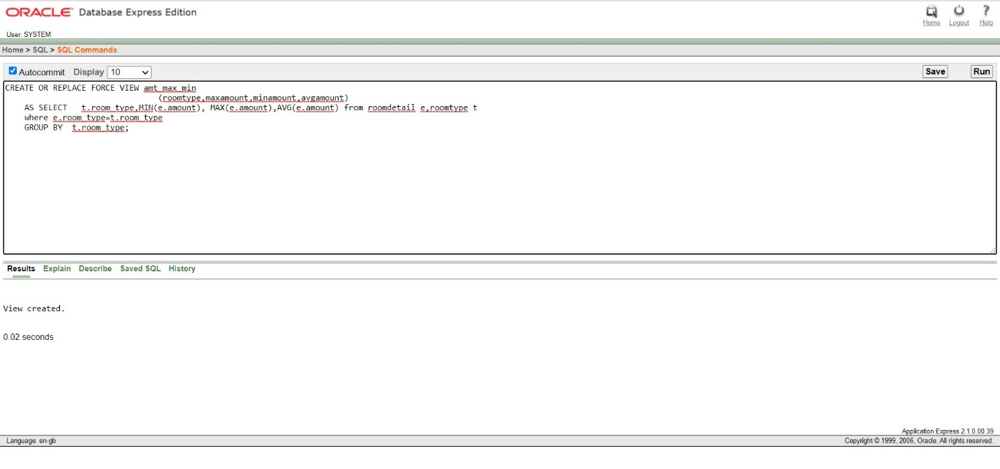 ORACLE Database Express Edition
Home Logout Help
User: SYSTEM
Home > SQL > SQL Commands
Autocommit Display 10 Save Run
CREATE OR REPLACE FORCE VIEW amt_max_min
(roomtype,maxamount,minamount,avgamount)
AS SELECT t.room_type,MIN(e.amount), MAX(e.amount),AVG(e.amount) from roomdetail e,roomtype t
where e.room_type=t.room_type
GROUP BY t.room_type;
Results Explain Describe Saved SQL History
View created.
0.02 seconds
Application Express 2.1.0.00.39
Language: en-gb Copyright © 1999, 2006, Oracle. All rights reserved.